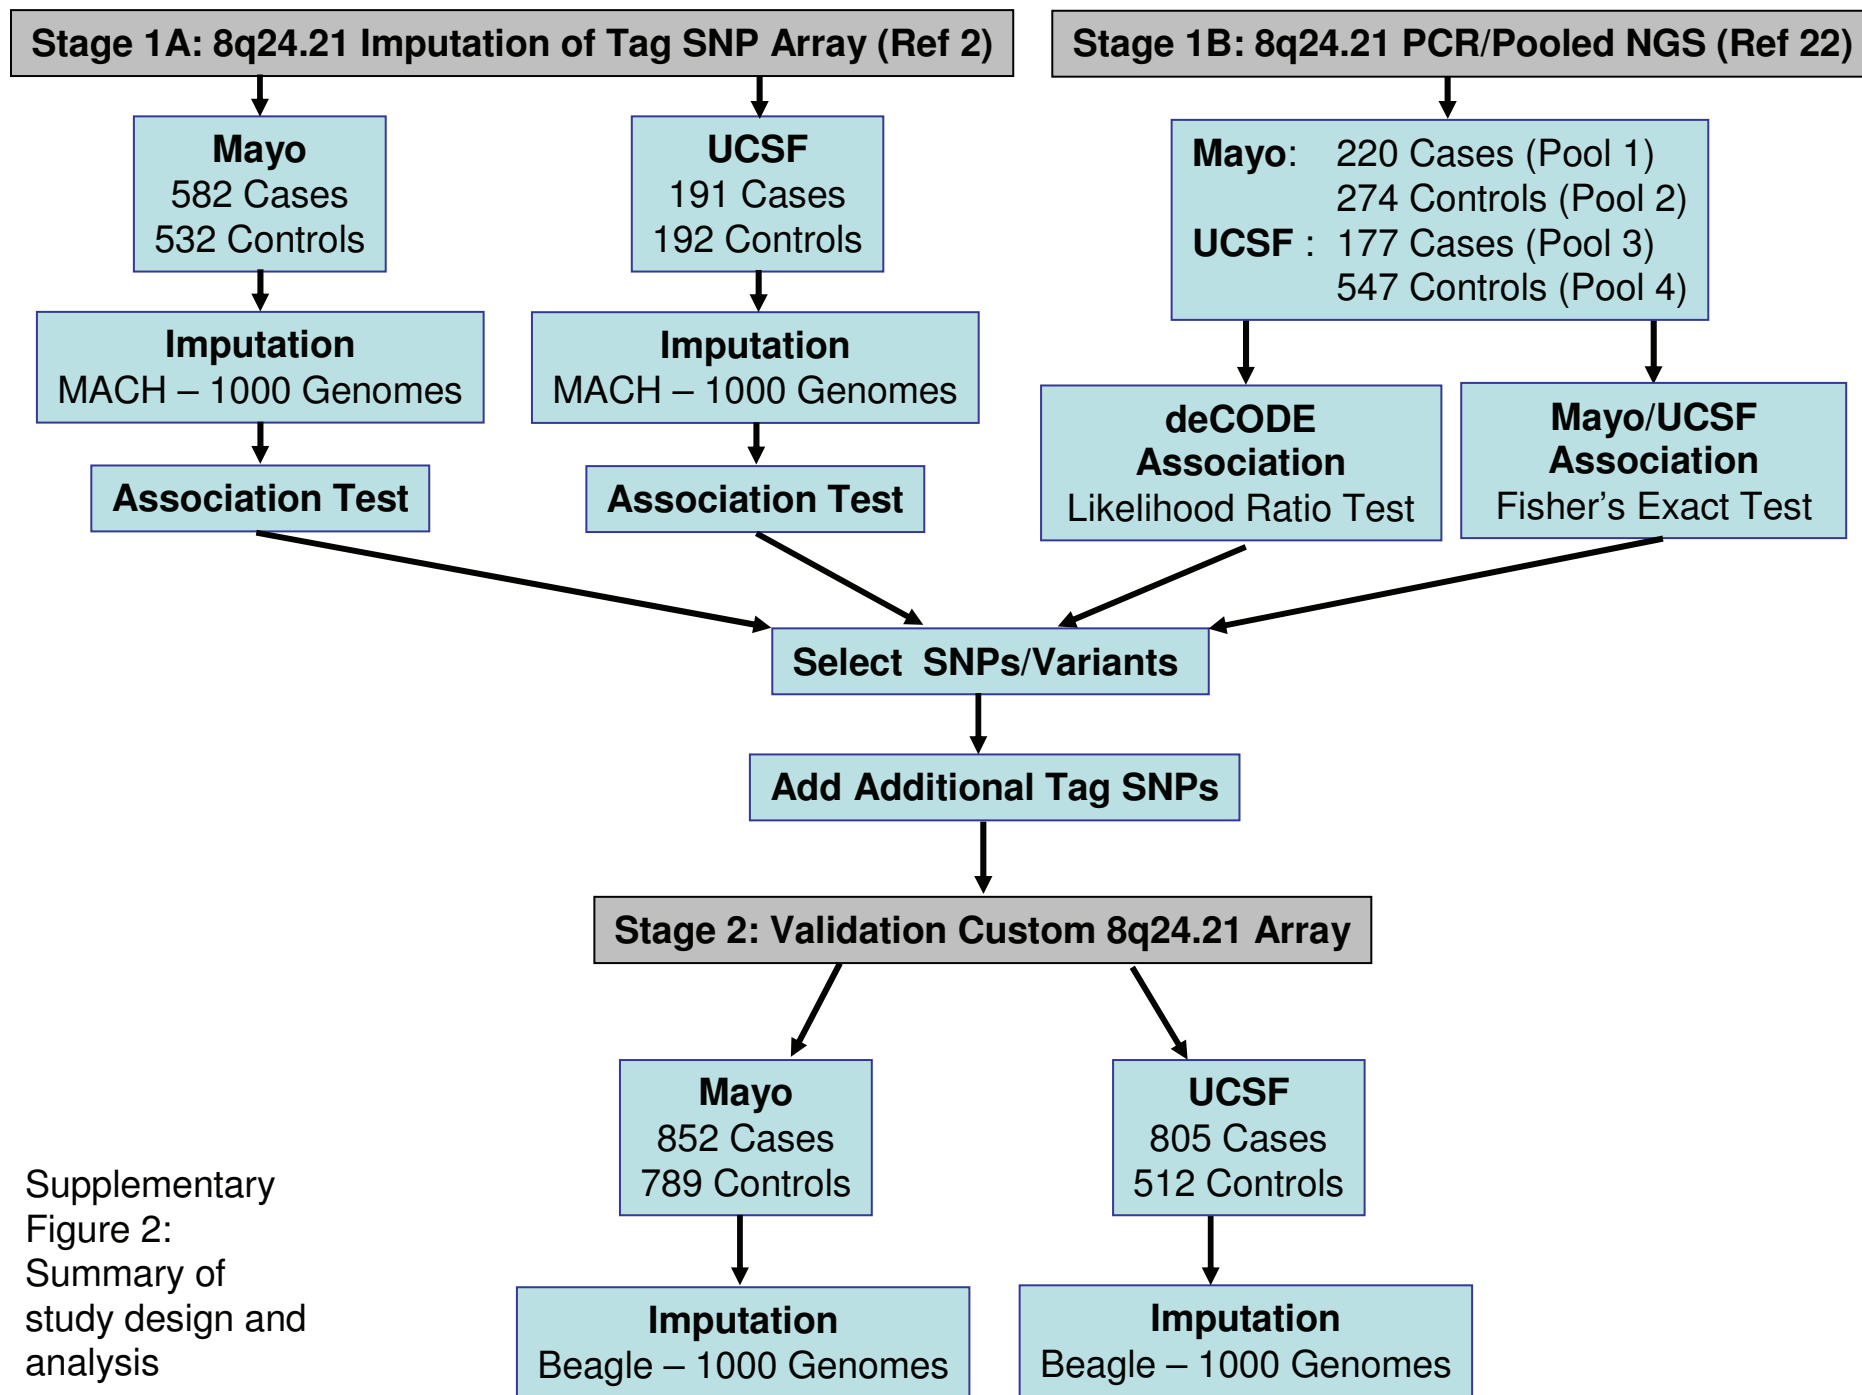 Stage 1A: 8q24.21 Imputation of Tag SNP Array (Ref 2)
Mayo
582 Cases
532 Controls
UCSF
191 Cases
192 Controls
Imputation
MACH – 1000 Genomes
Imputation
MACH – 1000 Genomes
Association Test
Association Test
Stage 1B: 8q24.21 PCR/Pooled NGS (Ref 22)
Mayo: 220 Cases (Pool 1)
274 Controls (Pool 2)
UCSF : 177 Cases (Pool 3)
547 Controls (Pool 4)
deCODE
Association
Likelihood Ratio Test
Mayo/UCSF
Association
Fisher's Exact Test
Select SNPs/Variants
Add Additional Tag SNPs
Stage 2: Validation Custom 8q24.21 Array
Mayo
852 Cases
789 Controls
UCSF
805 Cases
512 Controls
Imputation
Beagle – 1000 Genomes
Imputation
Beagle – 1000 Genomes
Supplementary
Figure 2:
Summary of
study design and
analysis